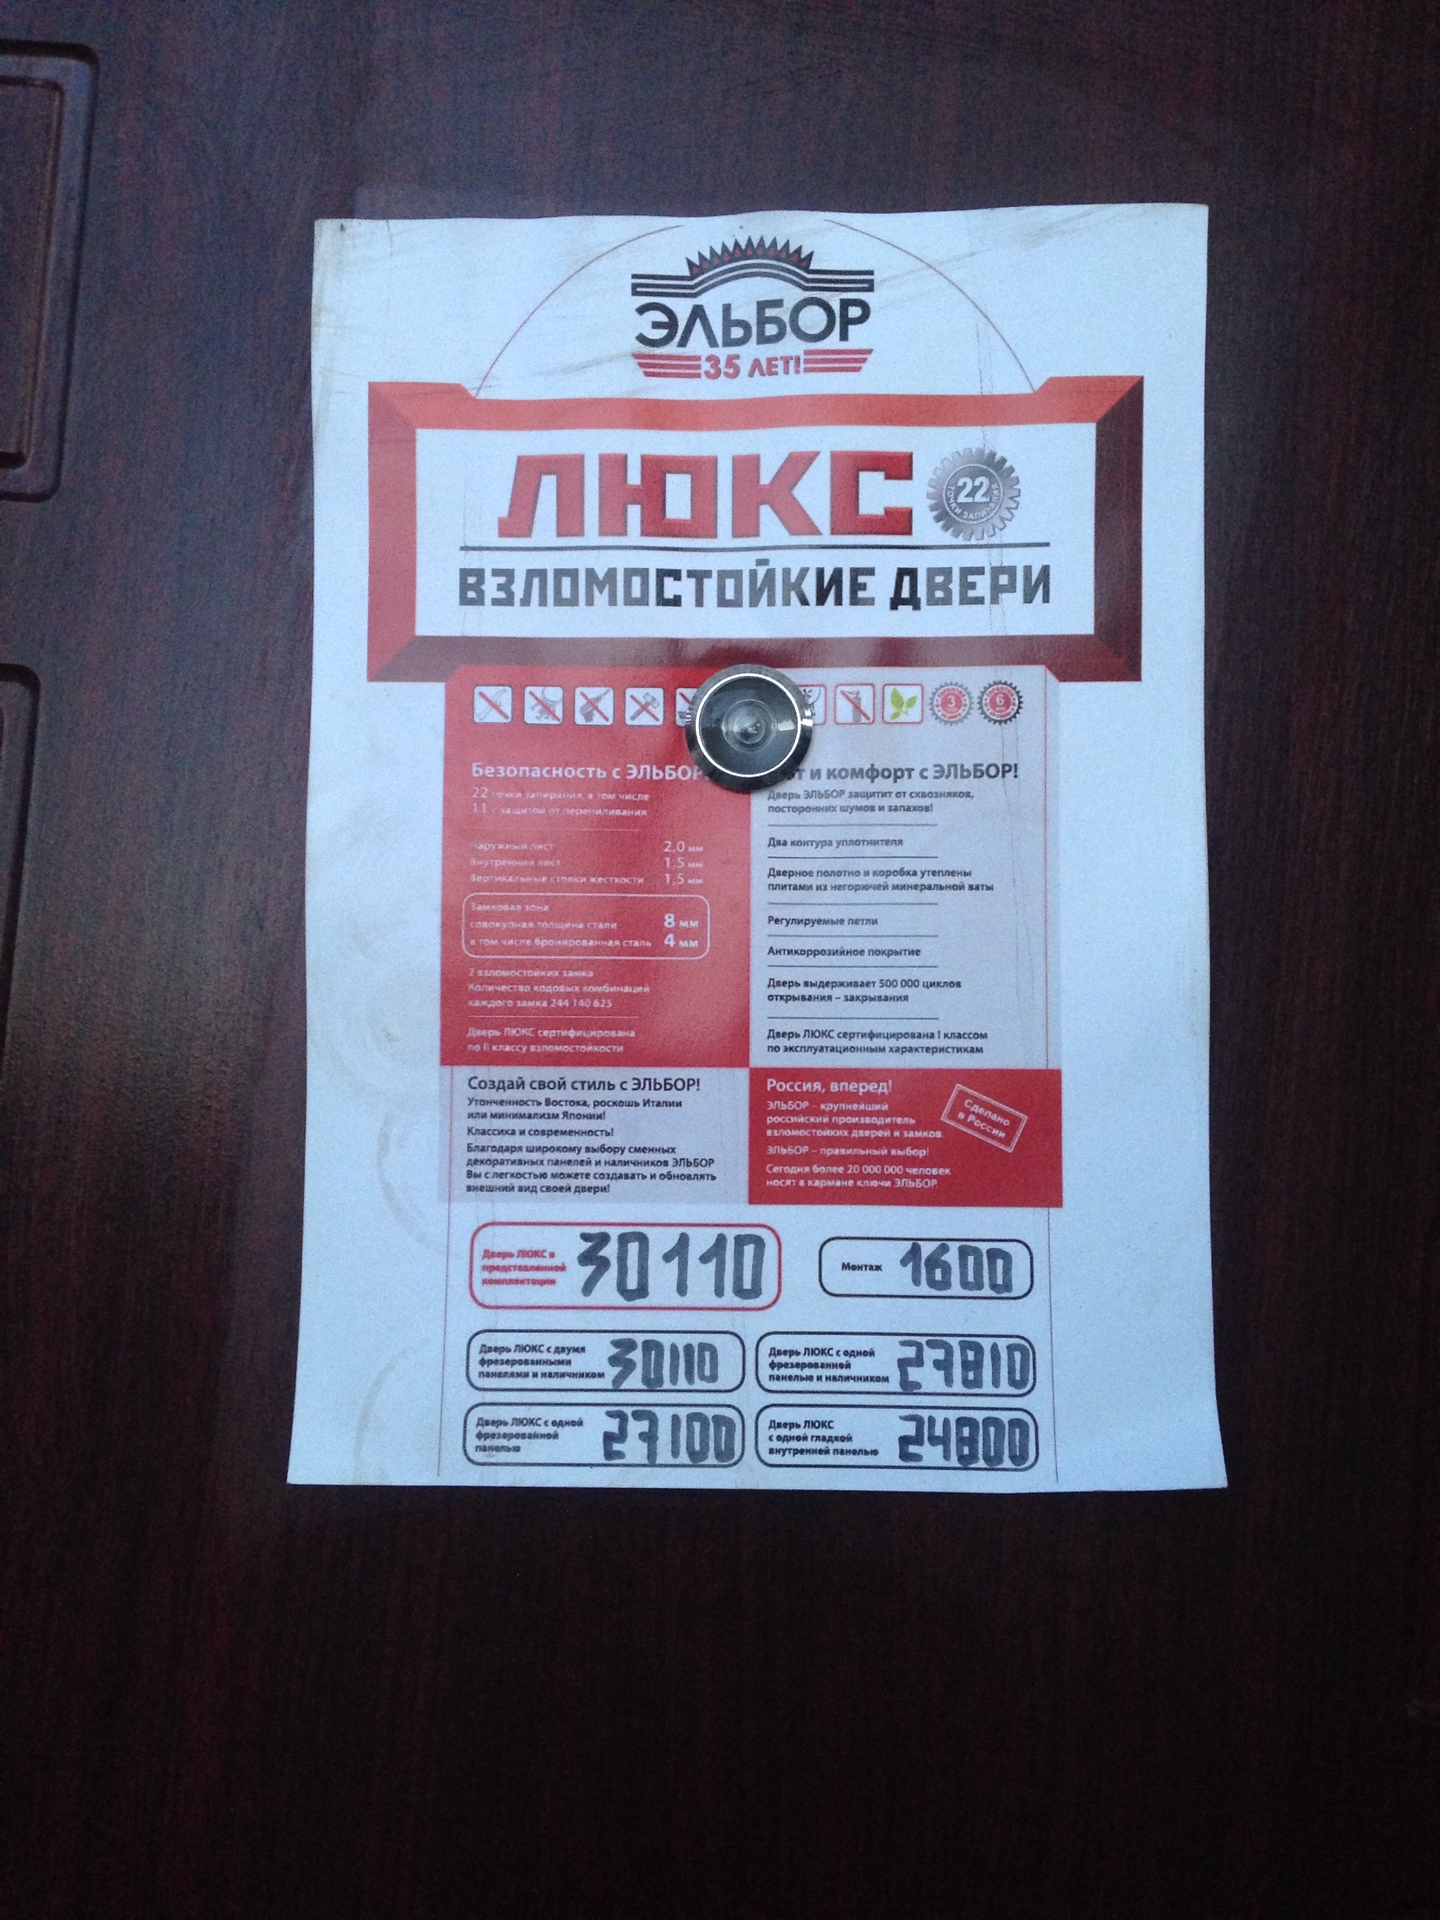 ЭЛЬБОР
35 ЛЕТ!
ЛЮКС
22
ТОЧКИ ЗАПИРАНИЯ
ВЗЛОМОСТОЙКИЕ ДВЕРИ
3
6
Безопасность с ЭЛЬБОР
22 точки запирания, в том числе
11 с защитой от перепиливания
Наружный лист 2,0 мм
Внутренний лист 1,5 мм
Вертикальные стойки жесткости 1,5 мм
Замковая зона
совокупная толщина стали 8 мм
в том числе бронированная сталь 4 мм
2 взломостойких замка
Количество кодовых комбинаций
каждого замка 244 140 625
Дверь ЛЮКС сертифицирована
по II классу взломостойкости
и комфорт с ЭЛЬБОР!
Дверь ЭЛЬБОР защитит от сквозняков,
посторонних шумов и запахов!
Два контура уплотнителя
Дверное полотно и коробка утеплены
плитами из негорючей минеральной ваты
Регулируемые петли
Антикоррозийное покрытие
Дверь выдерживает 500 000 циклов
открывания – закрывания
Дверь ЛЮКС сертифицирована I классом
по эксплуатационным характеристикам
Создай свой стиль с ЭЛЬБОР!
Утонченность Востока, роскошь Италии
или минимализм Японии!
Классика и современность!
Благодаря широкому выбору сменных
декоративных панелей и наличников ЭЛЬБОР
Вы с легкостью можете создавать и обновлять
внешний вид своей двери!
Россия, вперед!
ЭЛЬБОР – крупнейший
российский производитель
взломостойких дверей и замков
ЭЛЬБОР – правильный выбор!
Сегодня более 20 000 000 человек
носят в кармане ключи ЭЛЬБОР
Сделано
в России
Дверь ЛЮКС в
представленной
комплектации
30110
Монтаж 1600
Дверь ЛЮКС с двумя
фрезерованными
панелями и наличником
30110
Дверь ЛЮКС с одной
фрезерованной
панелью и наличником
27810
Дверь ЛЮКС с одной
фрезерованной
панелью
27100
Дверь ЛЮКС
с одной гладкой
внутренней панелью
24800